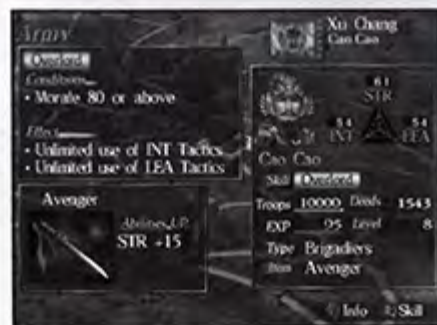 Army
Xu Chang
Cao Cao
Overlord
Conditions
• Morale 80 or above
Effect
• Unlimited use of INT Tactics
• Unlimited use of LEA Tactics
Avenger
Abilities UP
STR +15
61
STR
54
INT
54
LEA
Cao Cao
Skill Overlord
Troops 10000 Deeds 1543
EXP 95 Level 8
Type Brigadiers
Item Avenger
Info Skill